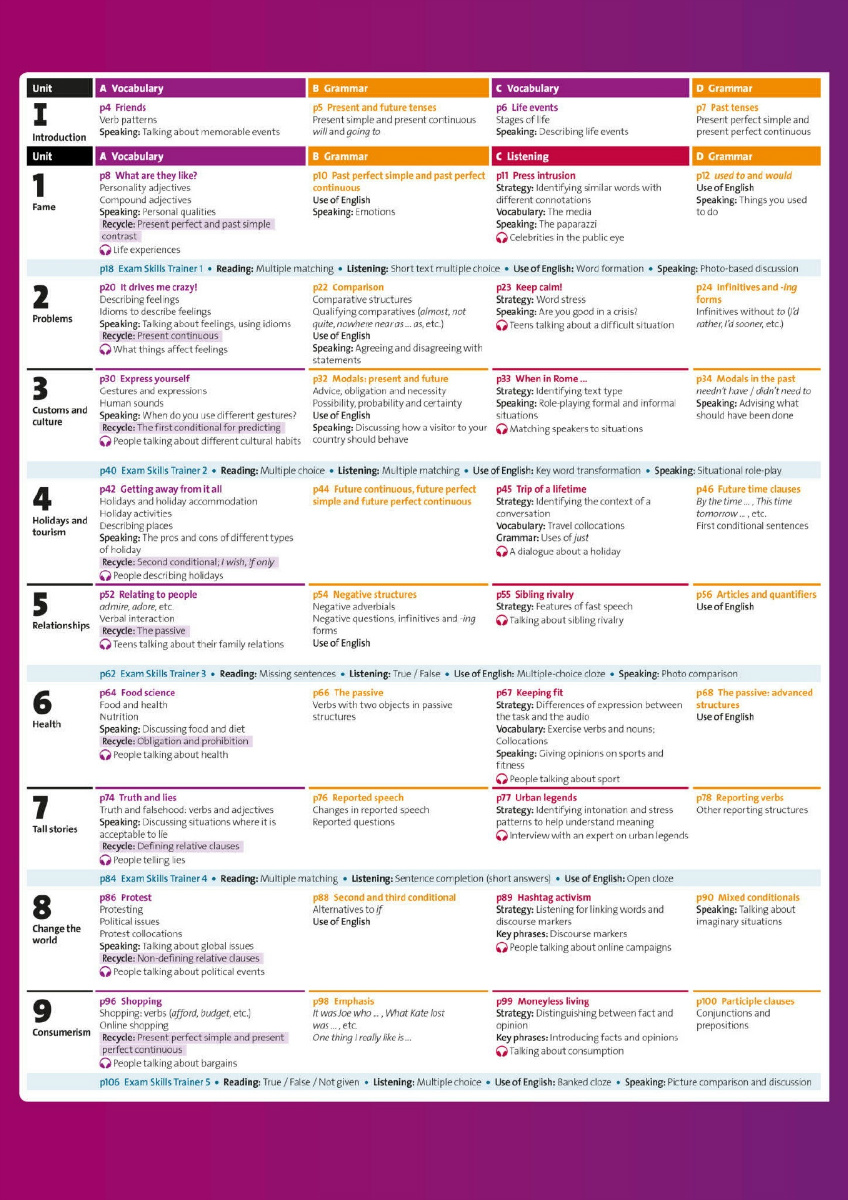 Unit
A Vocabulary
B Grammar
C Vocabulary
D Grammar
I
Introduction
p4 Friends
Verb patterns
Speaking: Talking about memorable events
p5 Present and future tenses
Present simple and present continuous
will and going to
p6 Life events
Stages of life
Speaking: Describing life events
p7 Past tenses
Present perfect simple and
present perfect continuous
Unit
A Vocabulary
B Grammar
C Listening
D Grammar
1
Fame
p8 What are they like?
Personality adjectives
Compound adjectives
Speaking: Personal qualities
Recycle: Present perfect and past simple
contrast
Life experiences
p10 Past perfect simple and past perfect
continuous
Use of English
Speaking: Emotions
p11 Press intrusion
Strategy: Identifying similar words with
different connotations
Vocabulary: The media
Speaking: The paparazzi
Celebrities in the public eye
p12 used to and would
Use of English
Speaking: Things you used
to do
p18 Exam Skills Trainer 1 • Reading: Multiple matching • Listening: Short text multiple choice • Use of English: Word formation • Speaking: Photo-based discussion
2
Problems
p20 It drives me crazy!
Describing feelings
Idioms to describe feelings
Speaking: Talking about feelings, using idioms
Recycle: Present continuous
What things affect feelings
p22 Comparison
Comparative structures
Qualifying comparatives (almost, not
quite, nowhere near as ... as, etc.)
Use of English
Speaking: Agreeing and disagreeing with
statements
p23 Keep calm!
Strategy: Word stress
Speaking: Are you good in a crisis?
Teens talking about a difficult situation
p24 Infinitives and -ing
forms
Infinitives without to (I'd
rather, I'd sooner, etc.)
3
Customs and
culture
p30 Express yourself
Gestures and expressions
Human sounds
Speaking: When do you use different gestures?
Recycle: The first conditional for predicting
People talking about different cultural habits
p32 Modals: present and future
Advice, obligation and necessity
Possibility, probability and certainty
Use of English
Speaking: Discussing how a visitor to your
country should behave
p33 When in Rome ...
Strategy: Identifying text type
Speaking: Role-playing formal and informal
situations
Matching speakers to situations
p34 Modals in the past
needn't have / didn't need to
Speaking: Advising what
should have been done
p40 Exam Skills Trainer 2 • Reading: Multiple choice • Listening: Multiple matching • Use of English: Key word transformation • Speaking: Situational role-play
4
Holidays and
tourism
p42 Getting away from it all
Holidays and holiday accommodation
Holiday activities
Describing places
Speaking: The pros and cons of different types
of holiday
Recycle: Second conditional; I wish, If only
People describing holidays
p44 Future continuous, future perfect
simple and future perfect continuous
p45 Trip of a lifetime
Strategy: Identifying the context of a
conversation
Vocabulary: Travel collocations
Grammar: Uses of just
A dialogue about a holiday
p46 Future time clauses
By the time ... , This time
tomorrow ... , etc.
First conditional sentences
5
Relationships
p52 Relating to people
admire, adore, etc.
Verbal interaction
Recycle: The passive
Teens talking about their family relations
p54 Negative structures
Negative adverbials
Negative questions, infinitives and -ing
forms
Use of English
p55 Sibling rivalry
Strategy: Features of fast speech
Talking about sibling rivalry
p56 Articles and quantifiers
Use of English
p62 Exam Skills Trainer 3 • Reading: Missing sentences • Listening: True / False • Use of English: Multiple-choice cloze • Speaking: Photo comparison
6
Health
p64 Food science
Food and health
Nutrition
Speaking: Discussing food and diet
Recycle: Obligation and prohibition
People talking about health
p66 The passive
Verbs with two objects in passive
structures
p67 Keeping fit
Strategy: Differences of expression between
the task and the audio
Vocabulary: Exercise verbs and nouns;
Collocations
Speaking: Giving opinions on sports and
fitness
People talking about sport
p68 The passive: advanced
structures
Use of English
7
Tall stories
p74 Truth and lies
Truth and falsehood: verbs and adjectives
Speaking: Discussing situations where it is
acceptable to lie
Recycle: Defining relative clauses
People telling lies
p76 Reported speech
Changes in reported speech
Reported questions
p77 Urban legends
Strategy: Identifying intonation and stress
patterns to help understand meaning
Interview with an expert on urban legends
p78 Reporting verbs
Other reporting structures
p84 Exam Skills Trainer 4 • Reading: Multiple matching • Listening: Sentence completion (short answers) • Use of English: Open cloze
8
Change the
world
p86 Protest
Protesting
Political issues
Protest collocations
Speaking: Talking about global issues
Recycle: Non-defining relative clauses
People talking about political events
p88 Second and third conditional
Alternatives to if
Use of English
p89 Hashtag activism
Strategy: Listening for linking words and
discourse markers
Key phrases: Discourse markers
People talking about online campaigns
p90 Mixed conditionals
Speaking: Talking about
imaginary situations
9
Consumerism
p96 Shopping
Shopping: verbs (afford, budget, etc.)
Online shopping
Recycle: Present perfect simple and present
perfect continuous
People talking about bargains
p98 Emphasis
It was Joe who ... , What Kate lost
was ... , etc.
One thing I really like is ...
p99 Moneyless living
Strategy: Distinguishing between fact and
opinion
Key phrases: Introducing facts and opinions
Talking about consumption
p100 Participle clauses
Conjunctions and
prepositions
p106 Exam Skills Trainer 5 • Reading: True / False / Not given • Listening: Multiple choice • Use of English: Banked cloze • Speaking: Picture comparison and discussion